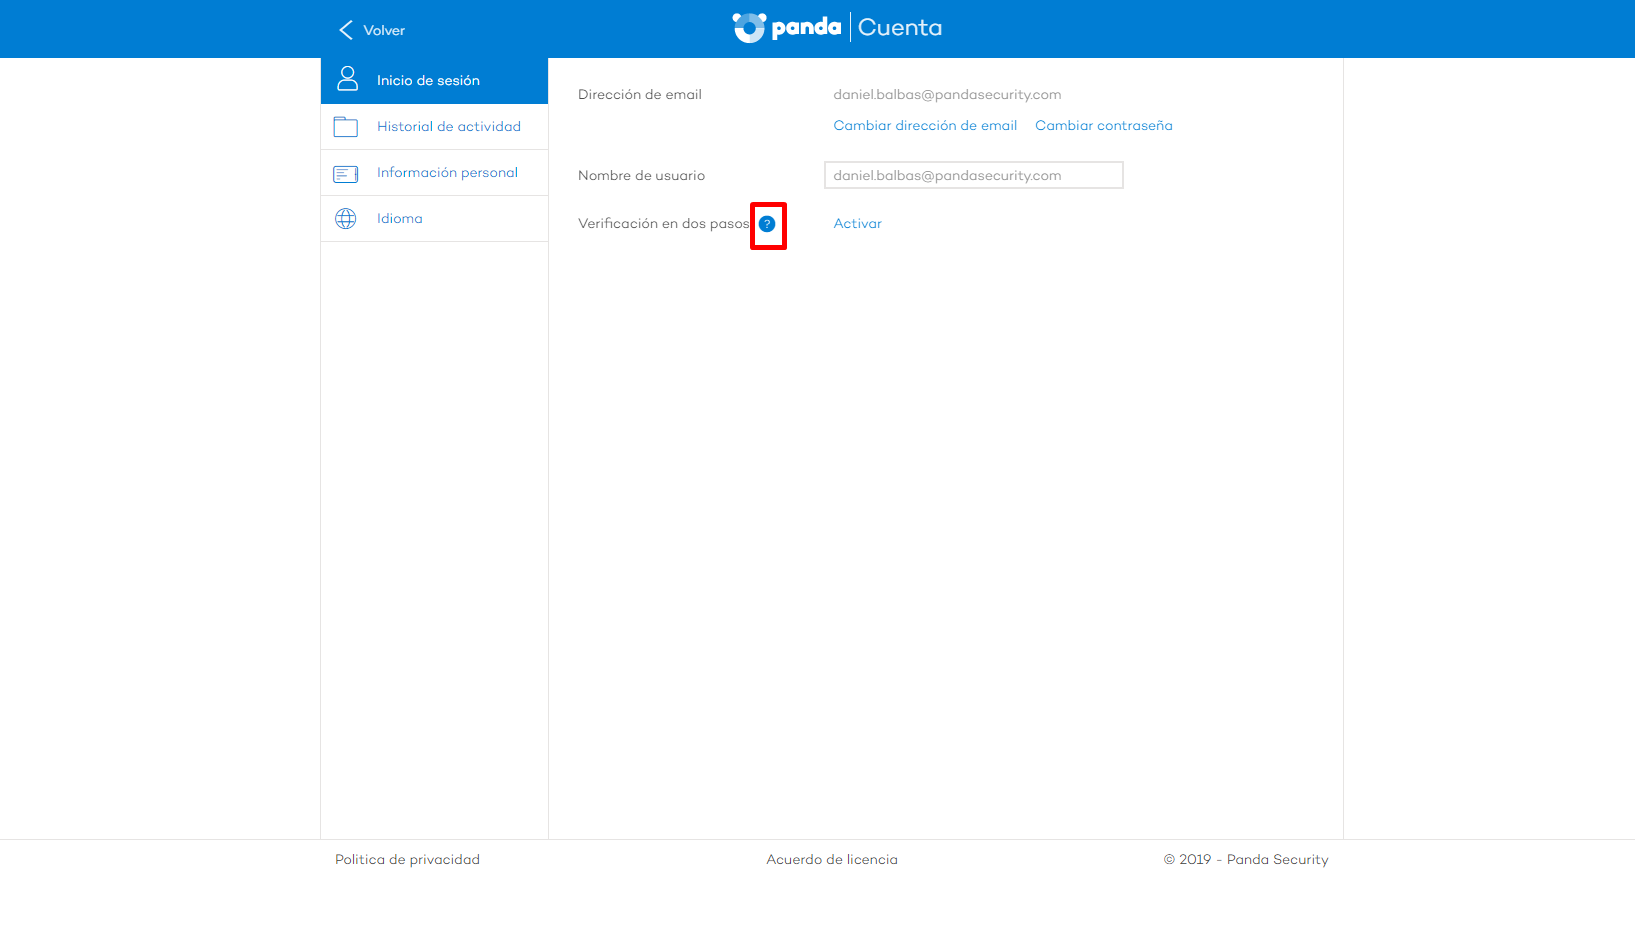 Volver
panda Cuenta
Inicio de sesión
Historial de actividad
Información personal
Idioma
Dirección de email daniel.balbas@pandasecurity.com
Cambiar dirección de email Cambiar contraseña
Nombre de usuario daniel.balbas@pandasecurity.com
Verificación en dos pasos ? Activar
Politica de privacidad Acuerdo de licencia © 2019 - Panda Security